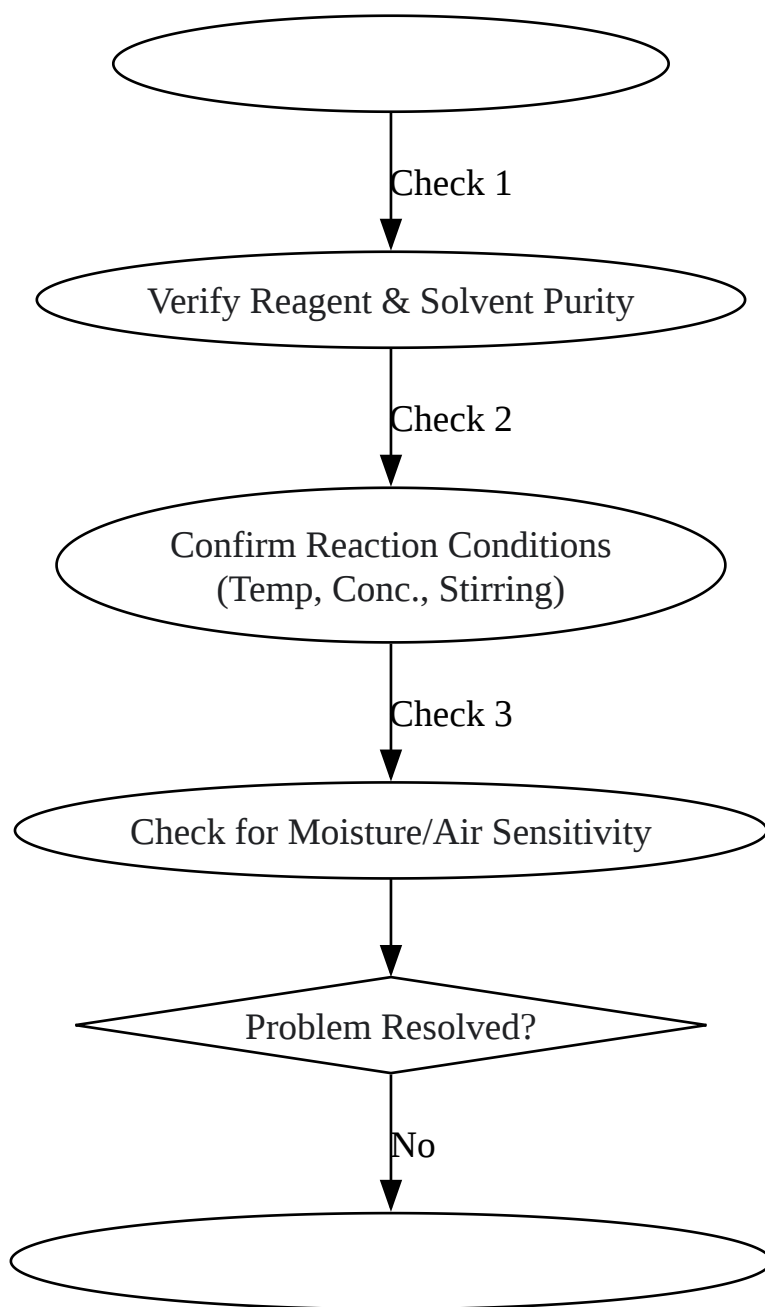 Check 1
Verify Reagent & Solvent Purity
Check 2
Confirm Reaction Conditions
(Temp, Conc., Stirring)
Check 3
Check for Moisture/Air Sensitivity
Problem Resolved?
No